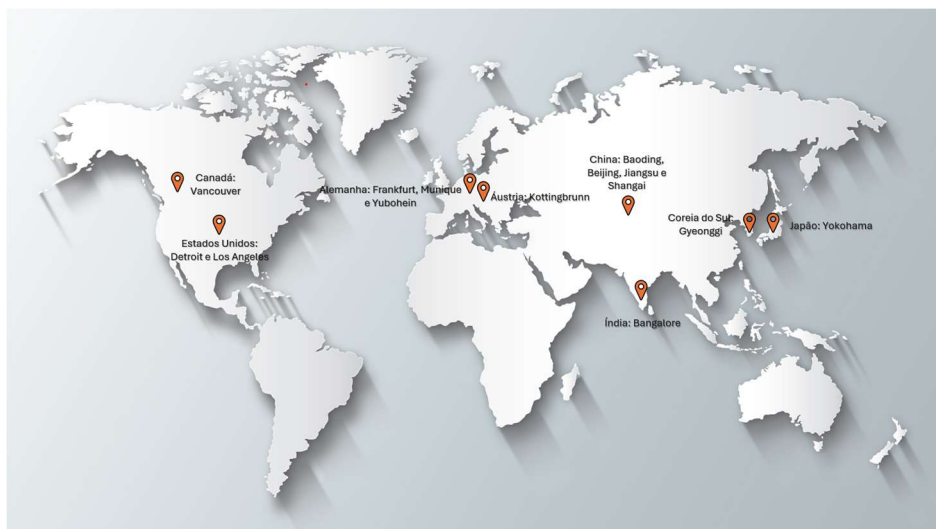 Canadá:
Vancouver
Estados Unidos:
Detroit e Los Angeles
Alemanha: Frankfurt, Munique
e Yubohein
Áustria: Kottingbrunn
China: Baoding,
Beijing, Jiangsu e
Shangai
Coreia do Sul:
Gyeonggi
Japão: Yokohama
Índia: Bangalore